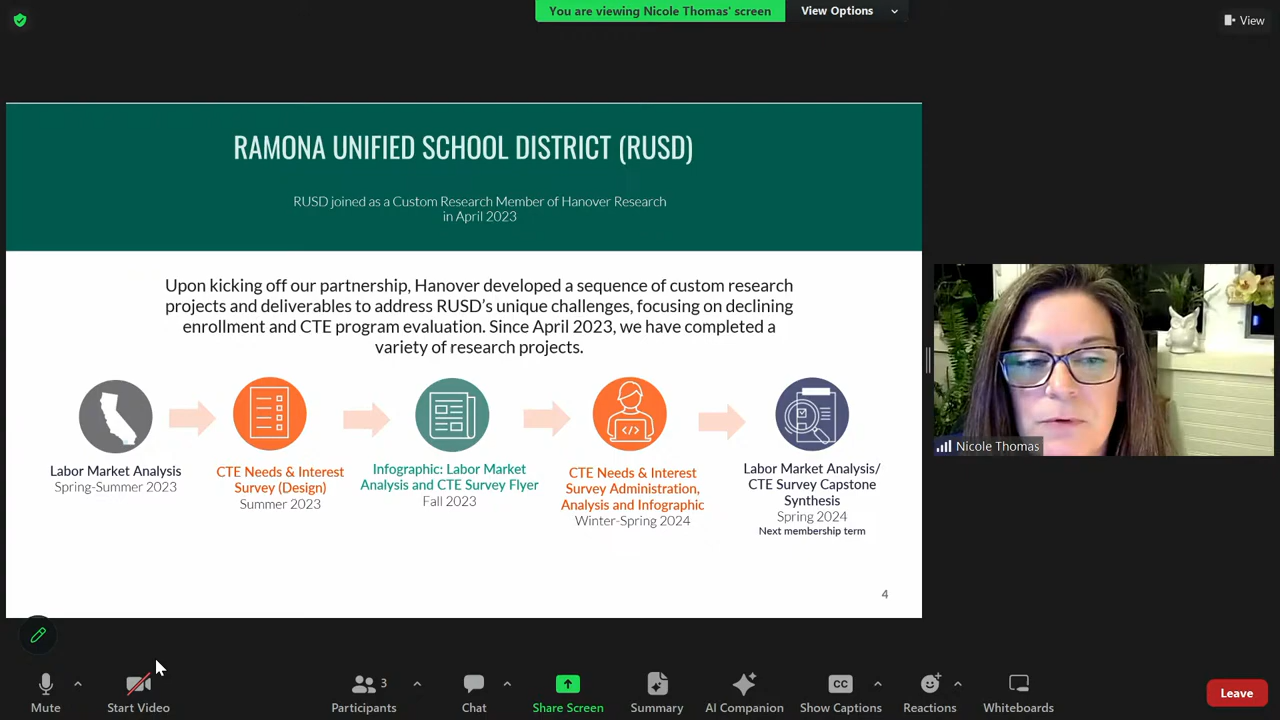 You are viewing Nicole Thomas' screen
View Options
View
RAMONA UNIFIED SCHOOL DISTRICT (RUSD)
RUSD joined as a Custom Research Member of Hanover Research
in April 2023
Upon kicking off our partnership, Hanover developed a sequence of custom research
projects and deliverables to address RUSD’s unique challenges, focusing on declining
enrollment and CTE program evaluation. Since April 2023, we have completed a
variety of research projects.
Labor Market Analysis
Spring-Summer 2023
CTE Needs & Interest
Survey (Design)
Summer 2023
Infographic: Labor Market
Analysis and CTE Survey Flyer
Fall 2023
CTE Needs & Interest
Survey Administration,
Analysis and Infographic
Winter-Spring 2024
Labor Market Analysis/
CTE Survey Capstone
Synthesis
Spring 2024
Next membership term
4
Nicole Thomas
Mute
Start Video
3
Participants
Chat
Share Screen
Summary
AI Companion
CC
Show Captions
Reactions
Whiteboards
Leave